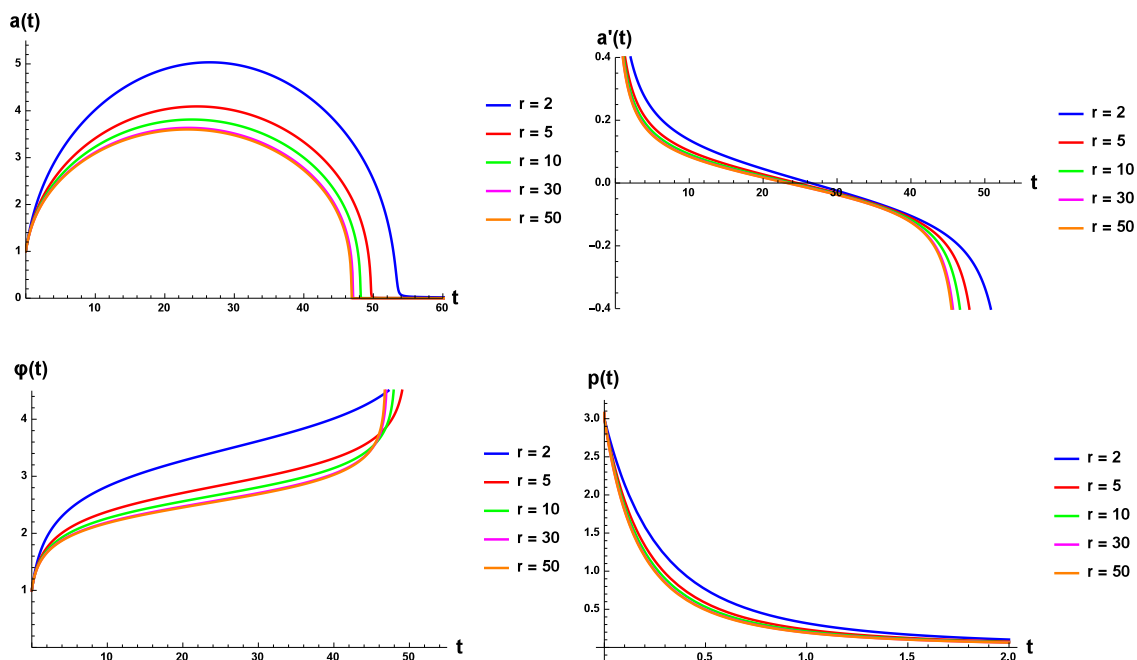 a(t)
5
4
3
2
1
0
10
20
30
40
50
60
t
r = 2
r = 5
r = 10
r = 30
r = 50
a'(t)
0.4
0.2
0.0
-0.2
-0.4
10
20
30
40
50
t
r = 2
r = 5
r = 10
r = 30
r = 50
φ(t)
4
3
2
1
10
20
30
40
50
t
r = 2
r = 5
r = 10
r = 30
r = 50
p(t)
3.0
2.5
2.0
1.5
1.0
0.5
0.5
1.0
1.5
2.0
t
r = 2
r = 5
r = 10
r = 30
r = 50